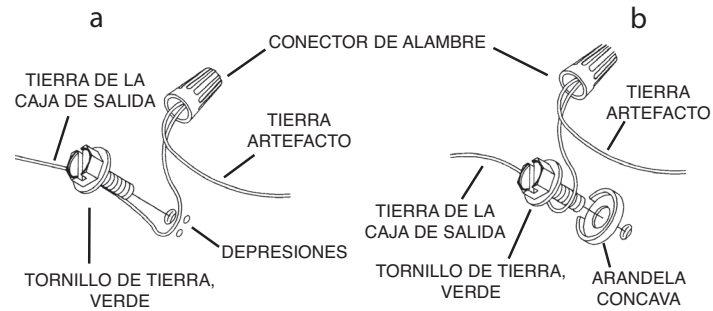 a
b
CONECTOR DE ALAMBRE
TIERRA DE LA
CAJA DE SALIDA
TIERRA
ARTEFACTO
DEPRESIONES
TORNILLO DE TIERRA,
VERDE
TIERRA
ARTEFACTO
TIERRA DE LA
CAJA DE SALIDA
TORNILLO DE TIERRA,
VERDE
ARANDELA
CONCAVA